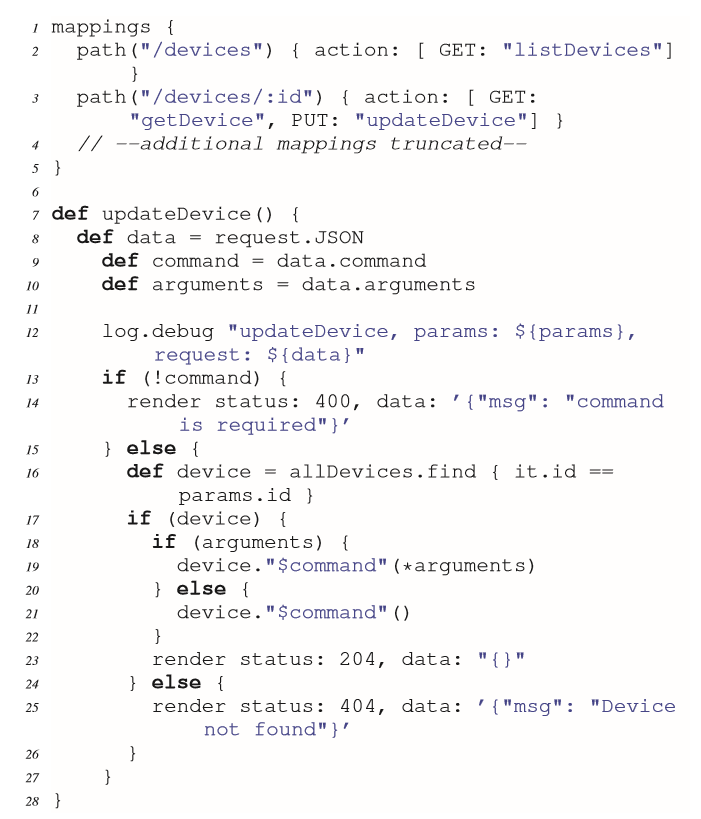 1 mappings {
2 path("/devices") { action: [ GET: "listDevices"]
}
3 path("/devices/:id") { action: [ GET:
"getDevice", PUT: "updateDevice"] }
4 // --additional mappings truncated--
5 }
6
7 def updateDevice() {
8 def data = request.JSON
9 def command = data.command
10 def arguments = data.arguments
11
12 log.debug "updateDevice, params: ${params},
request: ${data}"
13 if (!command) {
14 render status: 400, data: '{"msg": "command
is required"}'
15 } else {
16 def device = allDevices.find { it.id ==
params.id }
17 if (device) {
18 if (arguments) {
19 device."$command"(*arguments)
20 } else {
21 device."$command"()
22 }
23 render status: 204, data: "{}"
24 } else {
25 render status: 404, data: '{"msg": "Device
not found"}'
26 }
27 }
28 }